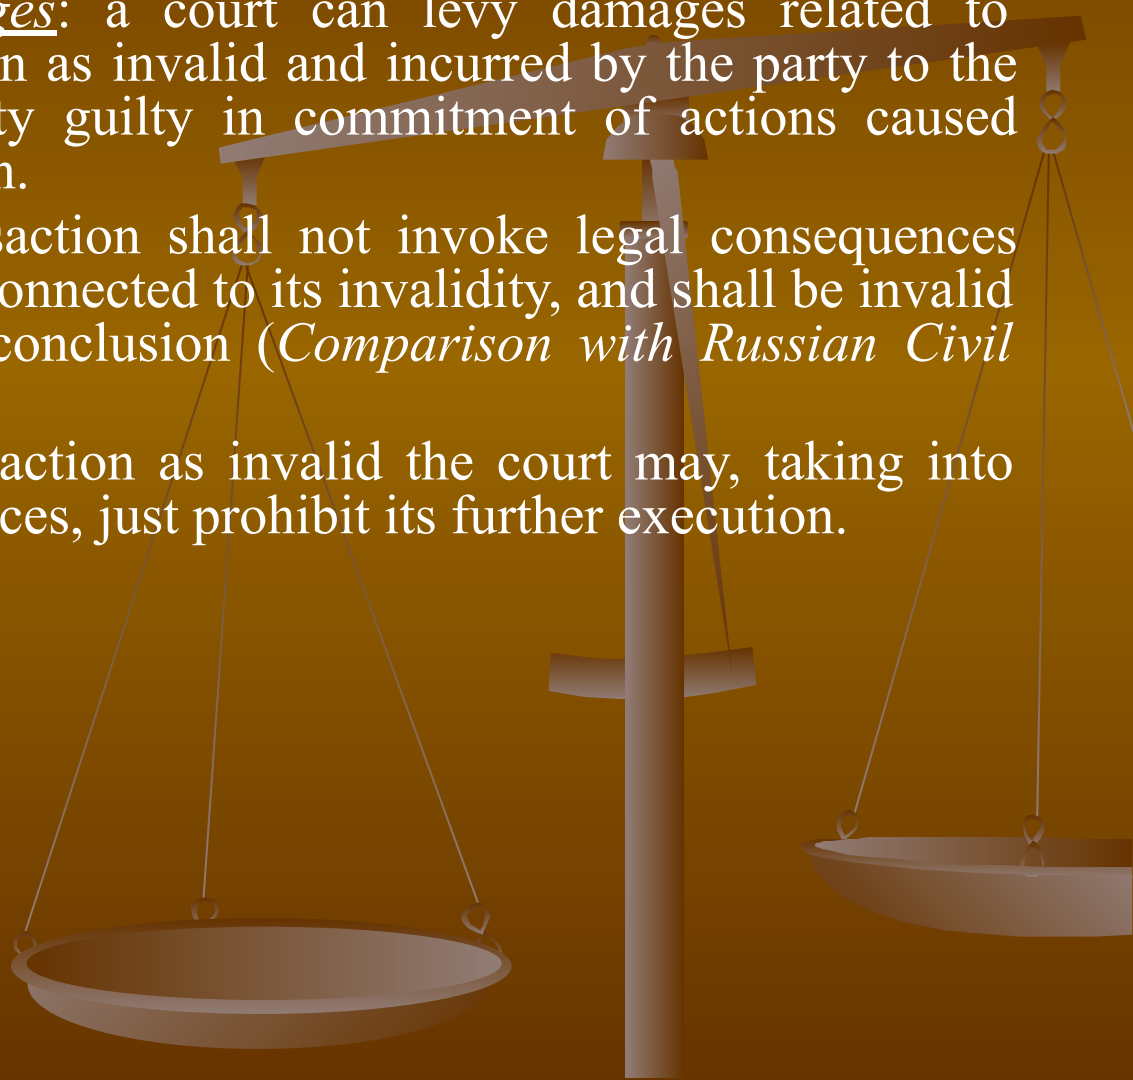 ges: a court can levy damages related to
n as invalid and incurred by the party to the
ty guilty in commitment of actions caused
n.
saction shall not invoke legal consequences
onnected to its invalidity, and shall be invalid
conclusion (Comparison with Russian Civil
action as invalid the court may, taking into
ces, just prohibit its further execution.